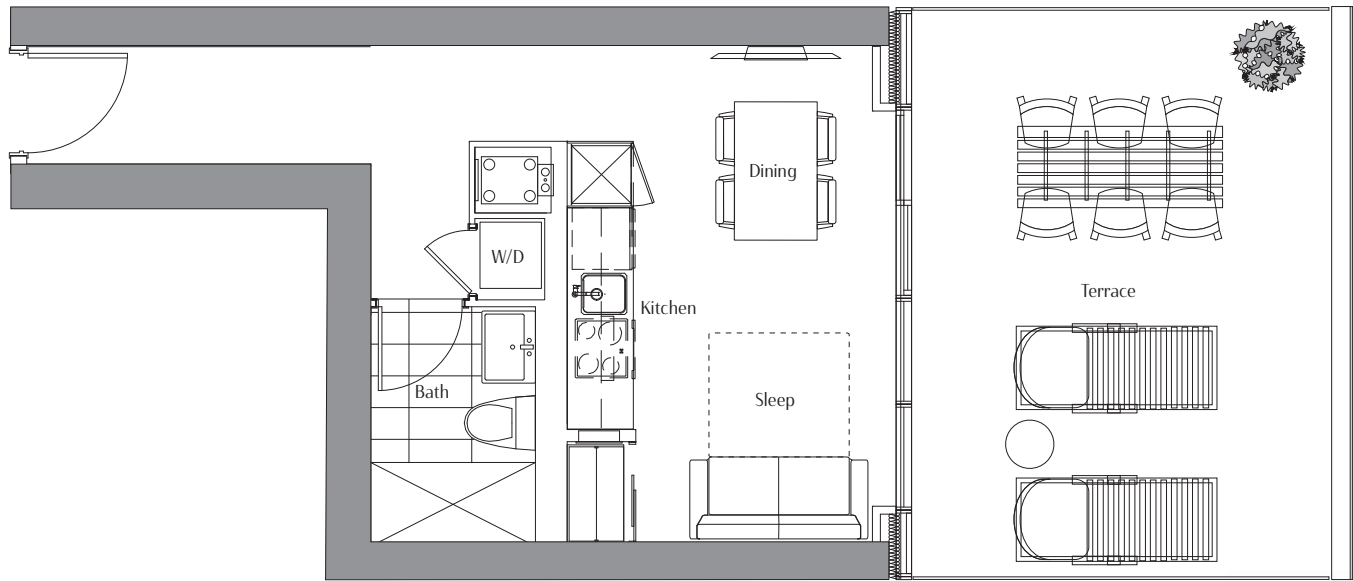 Dining
W/D
Terrace
Kitchen
Bath
Sleep